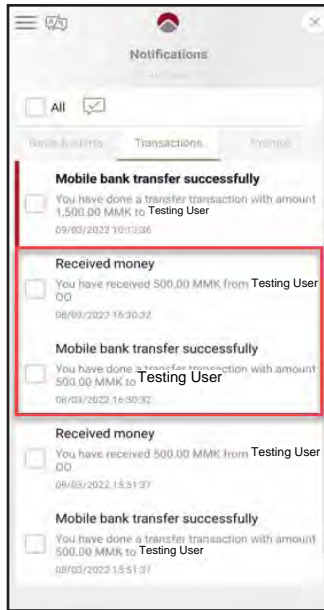 Notifications
All
Transactions
Mobile bank transfer successfully
You have done a transfer transaction with amount
1,500.00 MMK to Testing User
09/03/2022 10:13:36
Received money
You have received 500.00 MMK from Testing User
OO
08/03/2022 16:30:32
Mobile bank transfer successfully
You have done a transfer transaction with amount
500.00 MMK to Testing User
08/03/2022 16:30:32
Received money
You have received 500.00 MMK from Testing User
OO
08/03/2022 15:51:37
Mobile bank transfer successfully
You have done a transfer transaction with amount
500.00 MMK to Testing User
08/03/2022 15:51:37